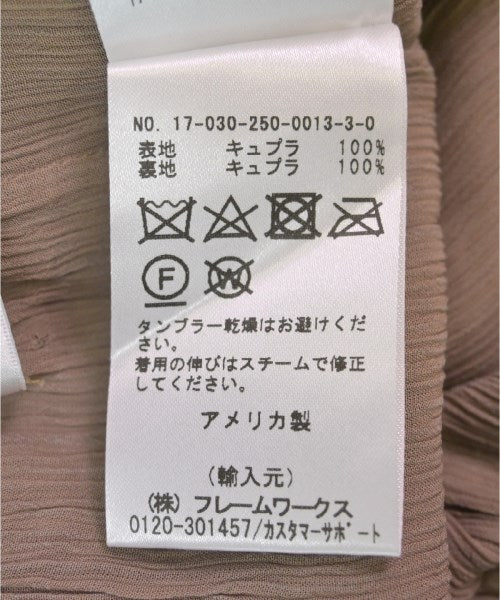 NO. 17-030-250-0013-3-0
表地 キュプラ 100%
裏地 キュプラ 100%
F W
タンブラー乾燥はお避けくだ
さい。
着用の伸びはスチームで修正
してください。
アメリカ製
(輸入元)
(株) フレームワークス
0120-301457/ｶｽﾀﾏｰｻﾎﾟｰﾄ